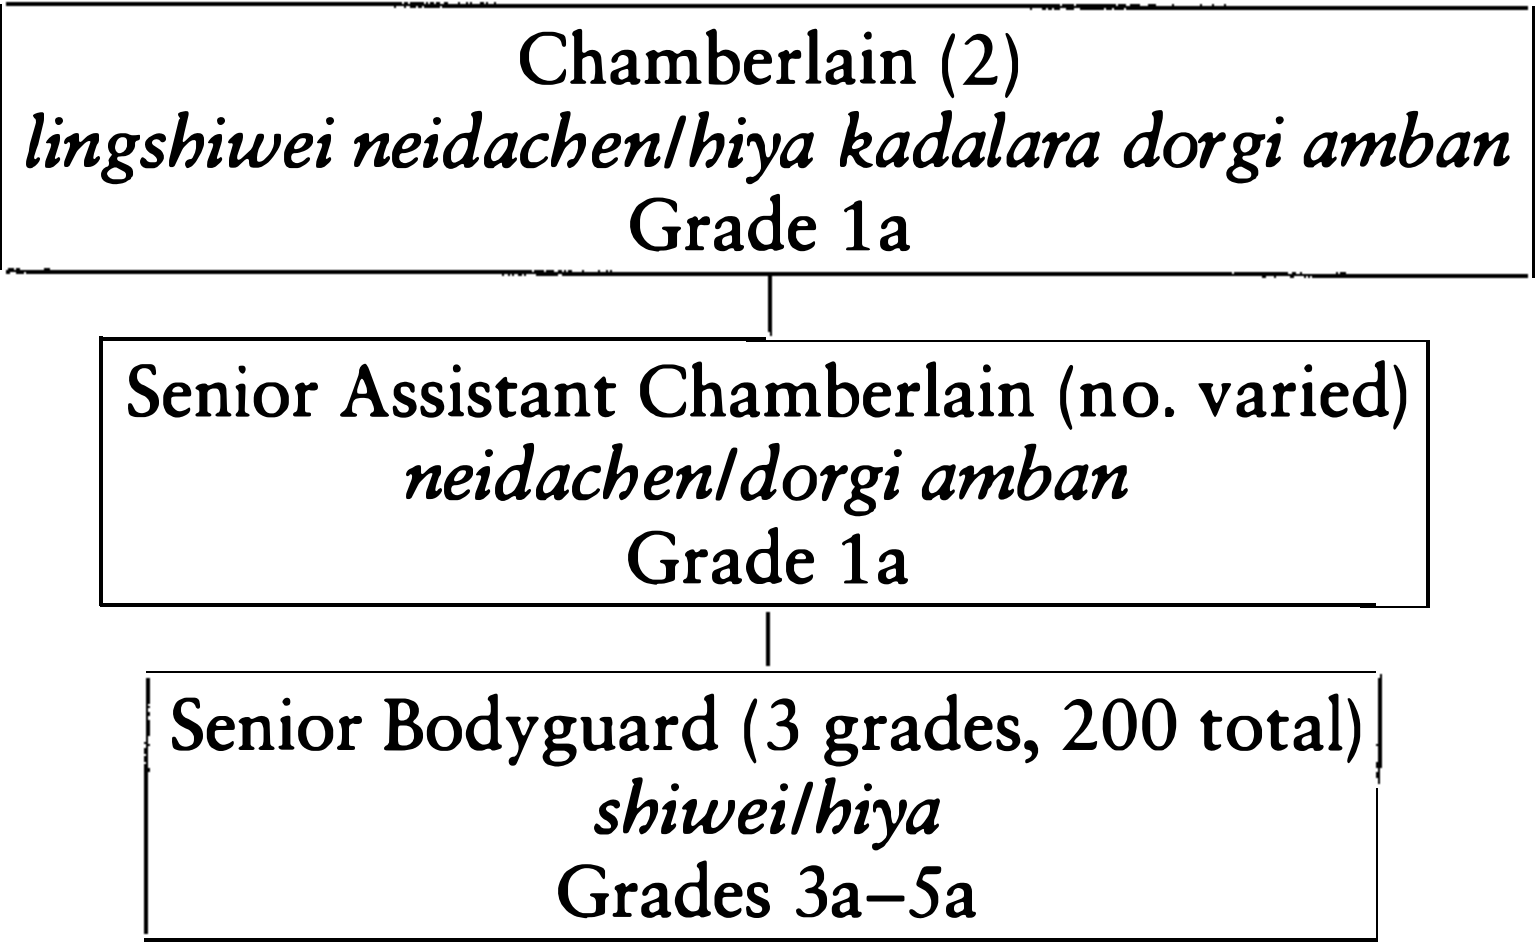 Chamberlain (2)
lingshiwei neidachen/hiya kadalara dorgi amban
Grade 1a
Senior Assistant Chamberlain (no. varied)
neidachen/dorgi amban
Grade 1a
Senior Bodyguard (3 grades, 200 total)
shiwei/hiya
Grades 3a–5a